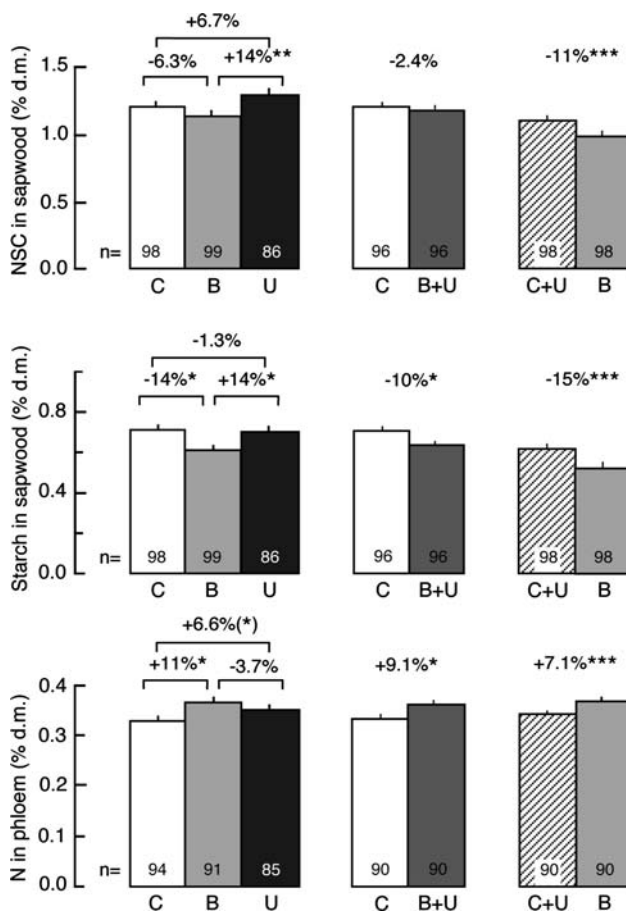 +6.7%
-6.3% +14%** -2.4% -11%***
NSC in sapwood (% d.m.)
1.5
1.0
0.5
0.0
n= 98 99 86 96 96 98 98
C B U C B+U C+U B
-1.3%
-14%* +14%* -10%* -15%***
Starch in sapwood (% d.m.)
0.8
0.4
0.0
n= 98 99 86 96 96 98 98
C B U C B+U C+U B
+6.6%(*)
+11%* -3.7% +9.1%* +7.1%***
N in phloem (% d.m.)
0.4
0.3
0.2
0.1
0.0
n= 94 91 85 90 90 90 90
C B U C B+U C+U B